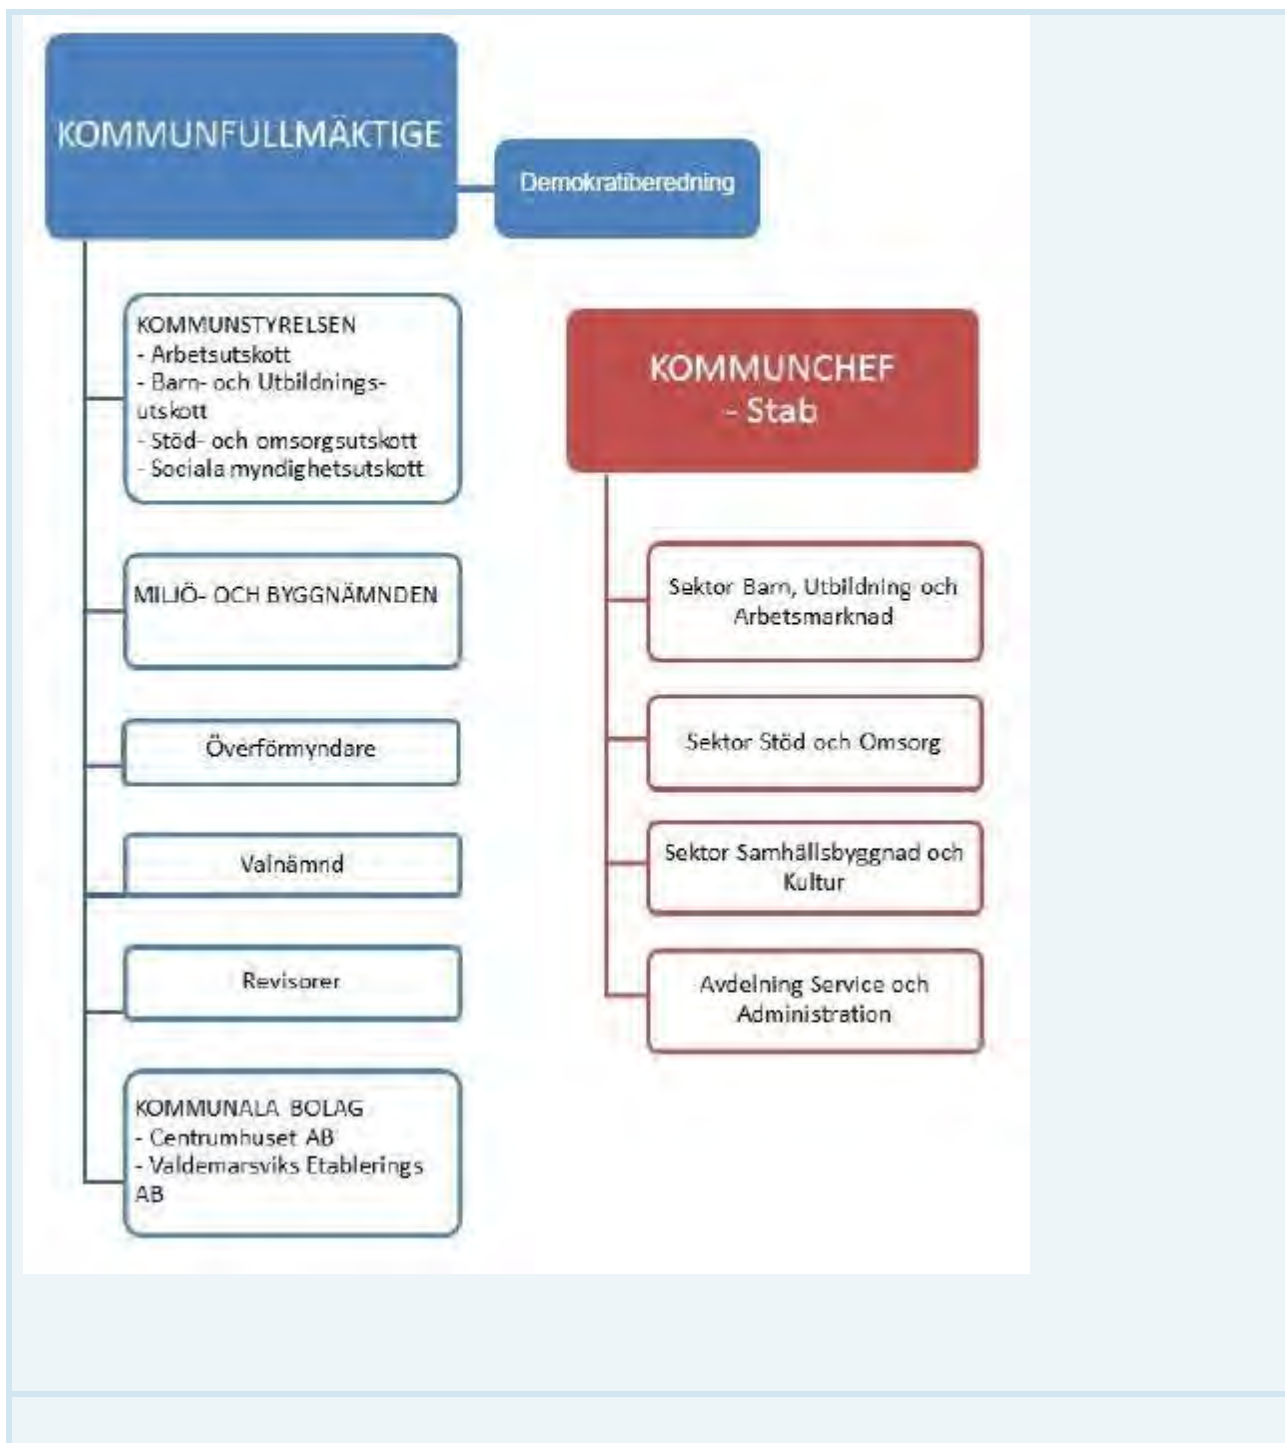 KOMMUNFULLMÄKTIGE
Demokratiberedning
KOMMUNSTYRELSEN
- Arbetsutskott
- Barn- och Utbildnings-
utskott
- Stöd- och omsorgsutskott
- Sociala myndighetsutskott
MILJÖ- OCH BYGGNÄMNDEN
Överförmyndare
Valnämnd
Revisorer
KOMMUNALA BOLAG
- Centrumhuset AB
- Valdemarsviks Etablerings
AB
KOMMUNCHEF
- Stab
Sektor Barn, Utbildning och
Arbetsmarknad
Sektor Stöd och Omsorg
Sektor Samhällsbyggnad och
Kultur
Avdelning Service och
Administration